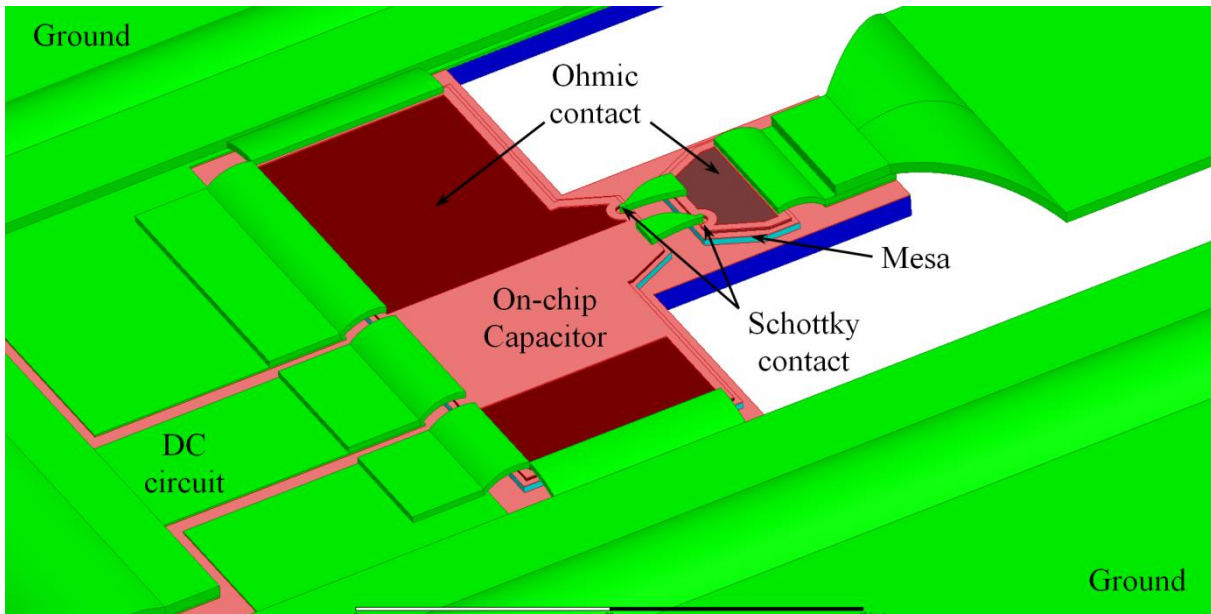 Ground
Ohmic
contact
Mesa
On-chip
Capacitor
Schottky
contact
DC
circuit
Ground